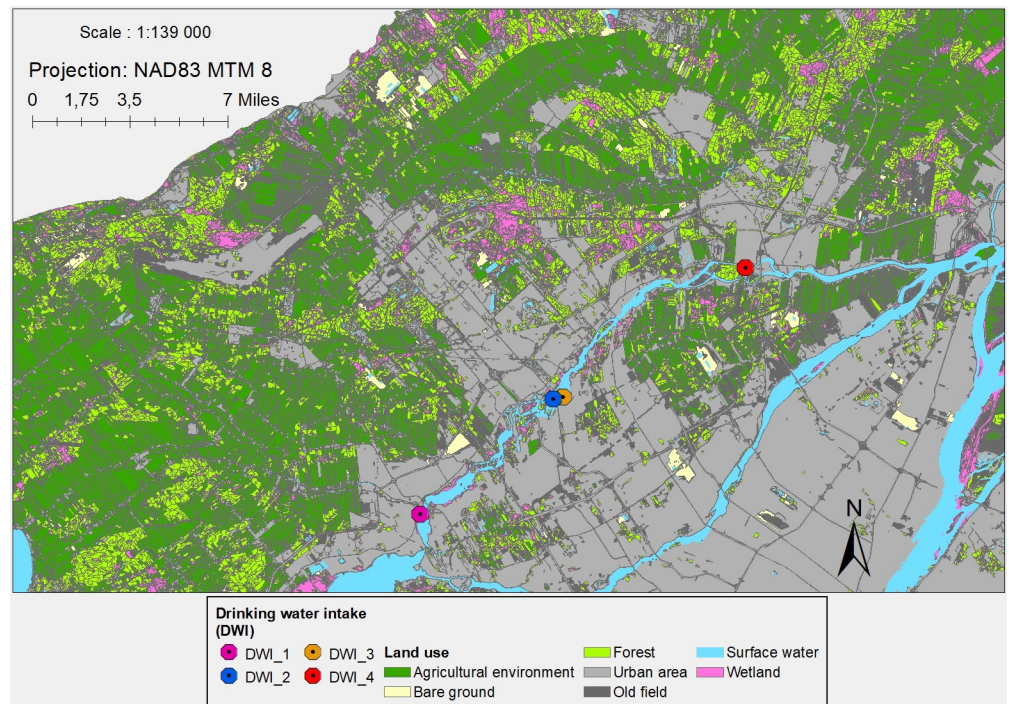 Scale : 1:139 000
Projection: NAD83 MTM 8
0 1,75 3,5 7 Miles
N
Drinking water intake
(DWI)
DWI_1 DWI_3 Land use Forest Surface water
DWI_2 DWI_4 Agricultural environment Urban area Wetland
Bare ground Old field